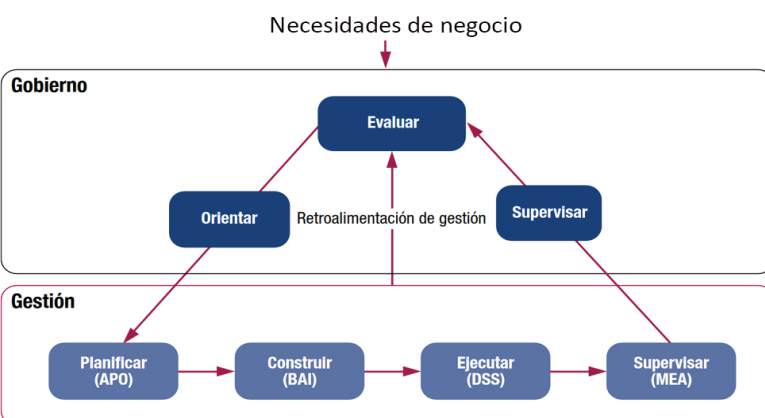 Necesidades de negocio
Gobierno
Evaluar
Orientar
Retroalimentación de gestión
Supervisar
Gestión
Planificar
(APO)
Construir
(BAI)
Ejecutar
(DSS)
Supervisar
(MEA)